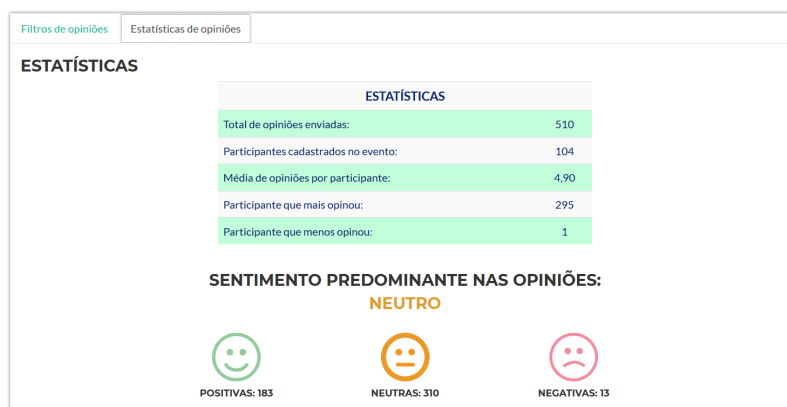 Filtros de opiniões Estatísticas de opiniões
ESTATÍSTICAS
ESTATÍSTICAS
Total de opiniões enviadas: 510
Participantes cadastrados no evento: 104
Média de opiniões por participante: 4,90
Participante que mais opinou: 295
Participante que menos opinou: 1
SENTIMENTO PREDOMINANTE NAS OPINIÕES:
NEUTRO
POSITIVAS: 183 NEUTRAS: 310 NEGATIVAS: 13